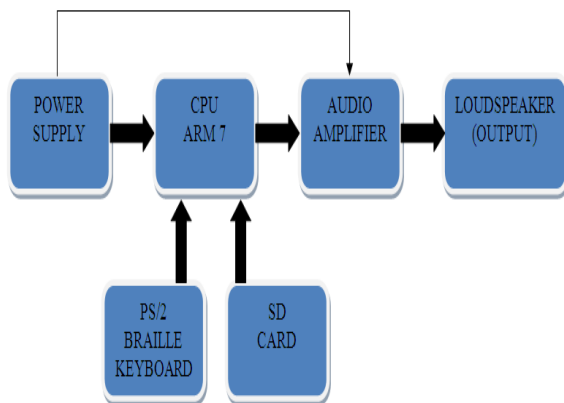 POWER
SUPPLY
CPU
ARM 7
AUDIO
AMPLIFIER
LOUDSPEAKER
(OUTPUT)
PS/2
BRAILLE
KEYBOARD
SD
CARD